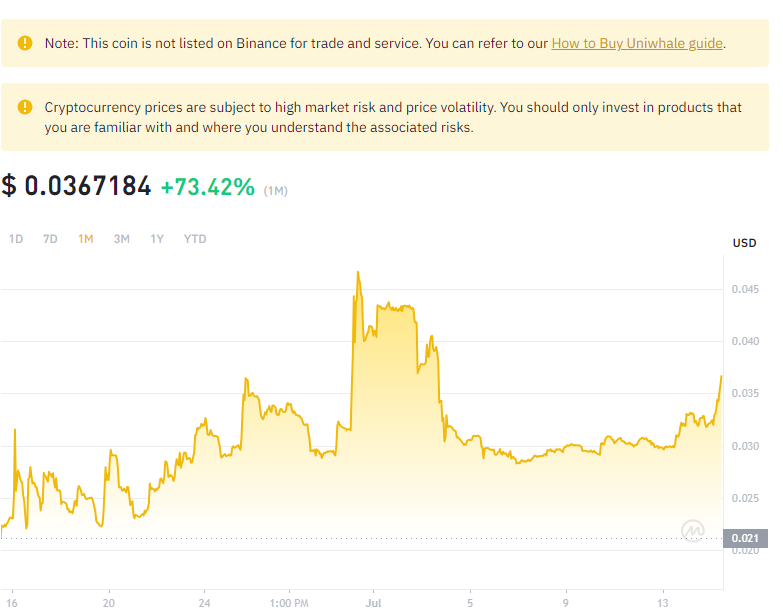 Note: This coin is not listed on Binance for trade and service. You can refer to our How to Buy Uniwhale guide.
Cryptocurrency prices are subject to high market risk and price volatility. You should only invest in products that
you are familiar with and where you understand the associated risks.
$ 0.0367184 +73.42% (1M)
1D 7D 1M 3M 1Y YTD
USD
0.045
0.040
0.035
0.030
0.025
0.021
0.020
16 20 24 1:00 PM Jul 5 9 13